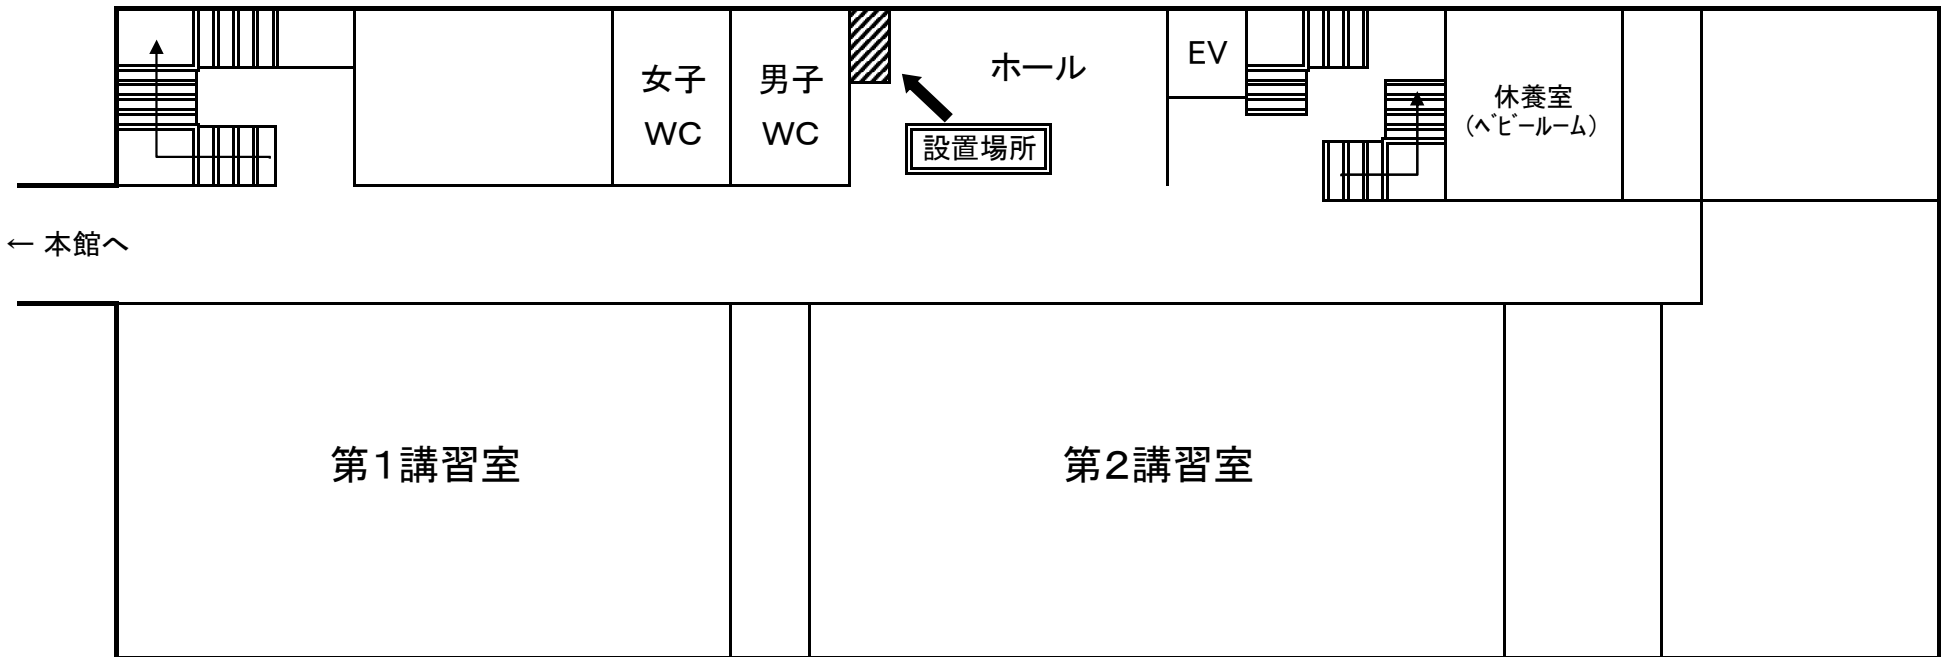 女子
WC
男子
WC
ホール
EV
設置場所
休養室
(ﾍﾞﾋﾞｰﾙｰﾑ)
← 本館へ
第1講習室
第2講習室